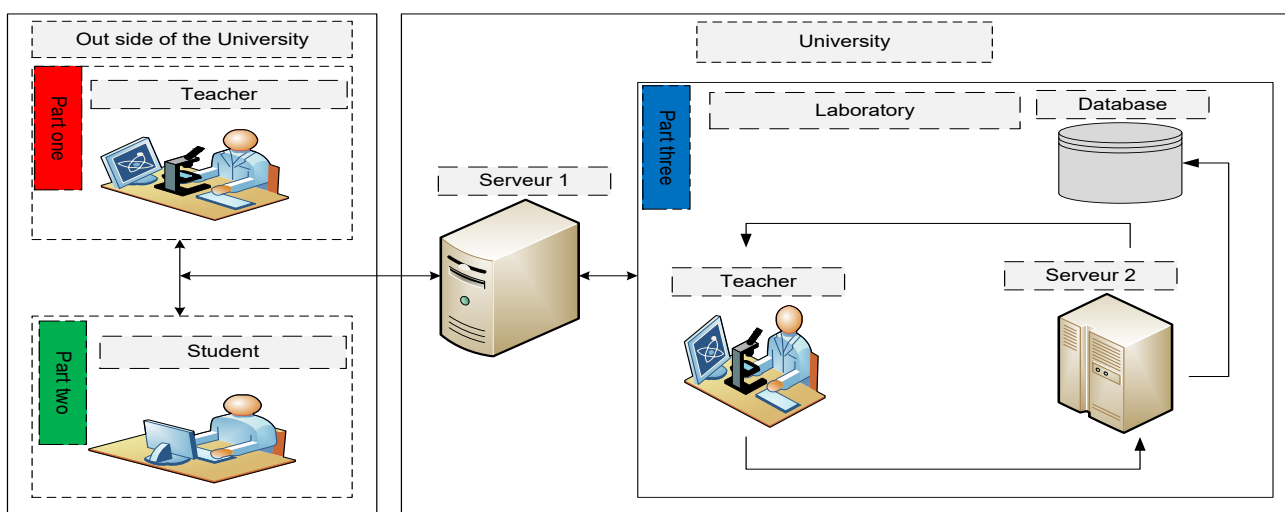 Out side of the University
Part one
Teacher
Part two
Student
University
Serveur 1
Part three
Laboratory
Database
Teacher
Serveur 2